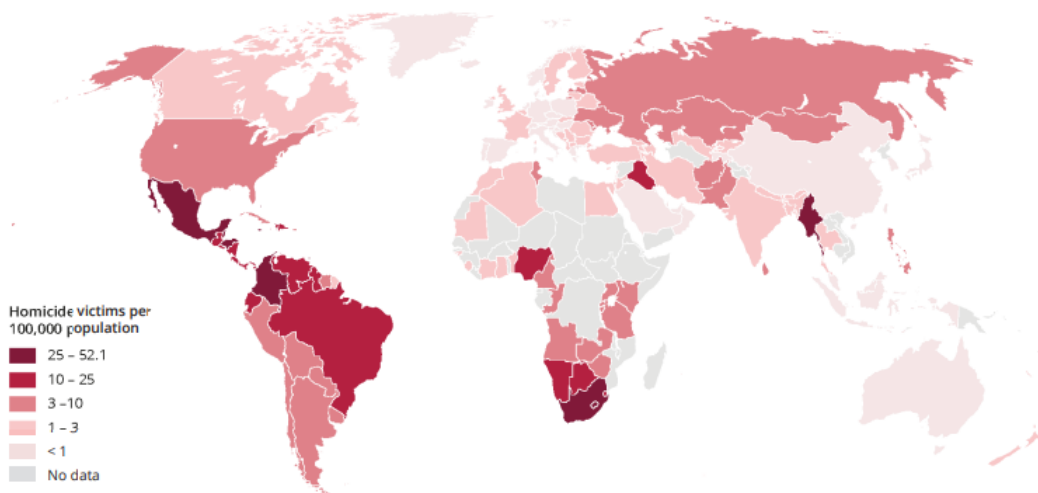 Homicide victims per
100,000 population
25 – 52.1
10 – 25
3 –10
1 – 3
< 1
No data